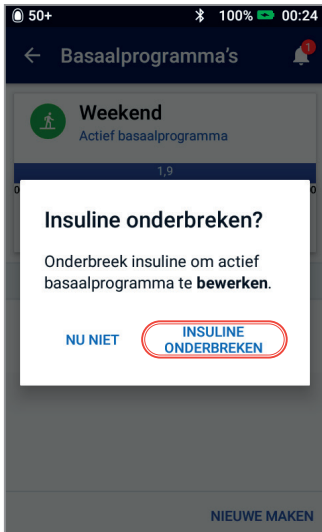 50+ 100% 00:24
Basaalprogramma's 1
Weekend
Actief basaalprogramma
1,9
Insuline onderbreken?
Onderbreek insuline om actief
basaalprogramma te bewerken.
NU NIET
INSULINE
ONDERBREKEN
NIEUWE MAKEN